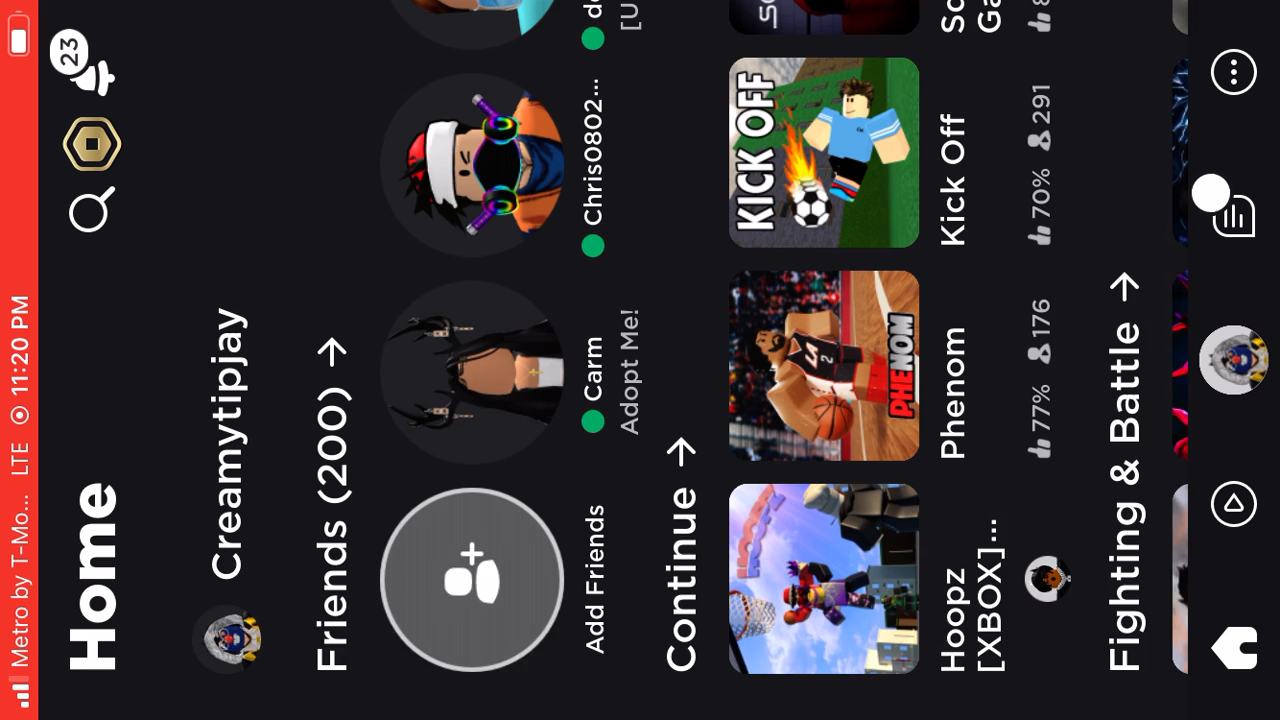 Metro by T-Mo... LTE 11:20 PM
Home
23
Creamytipjay
Friends (200) →
Add Friends
Carm
Adopt Me!
Chris0802...
Continue →
HOOPZ
PHENOM
KICK OFF
Hoopz
[XBOX]...
Phenom
77% 176
Kick Off
70% 291
Fighting & Battle →